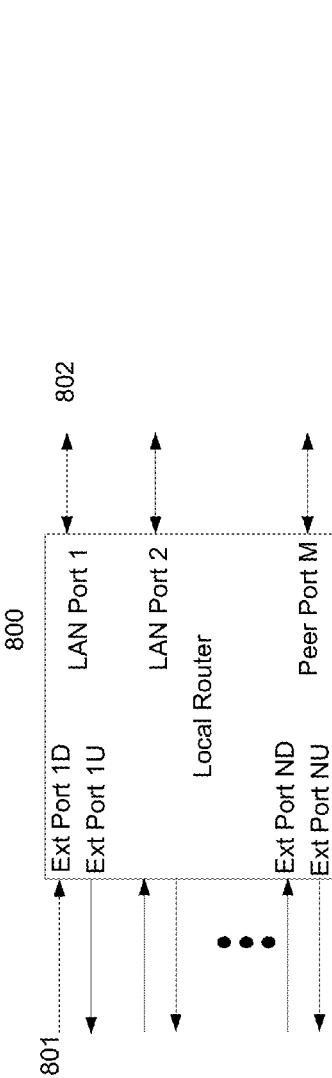 800
801
802
Ext Port 1D
Ext Port 1U
LAN Port 1
LAN Port 2
Local Router
Ext Port ND
Ext Port NU
Peer Port M